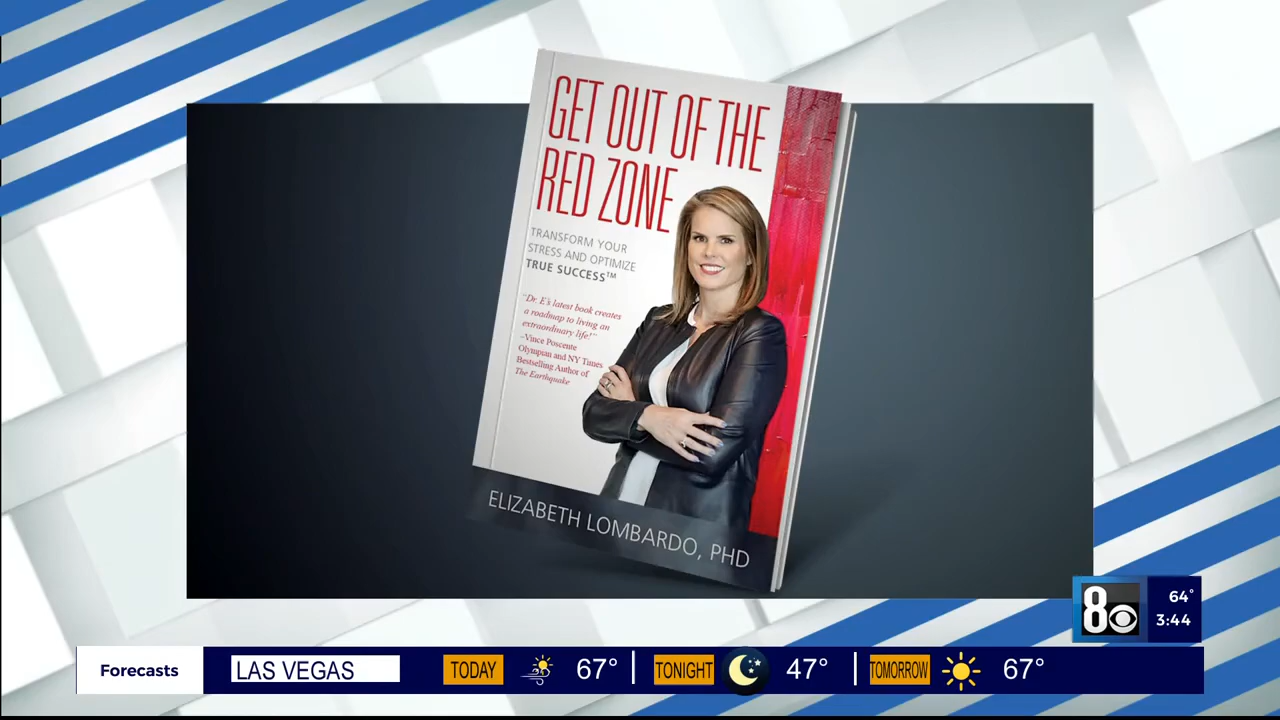 GET OUT OF THE
RED ZONE
TRANSFORM YOUR
STRESS AND OPTIMIZE
TRUE SUCCESS™
"Dr. E's latest book creates
a roadmap to living an
extraordinary life!"
–Vince Poscente
Olympian and NY Times
Bestselling Author of
The Earthquake
ELIZABETH LOMBARDO, PHD
8
64°
3:44
Forecasts
LAS VEGAS
TODAY
67°
TONIGHT
47°
TOMORROW
67°